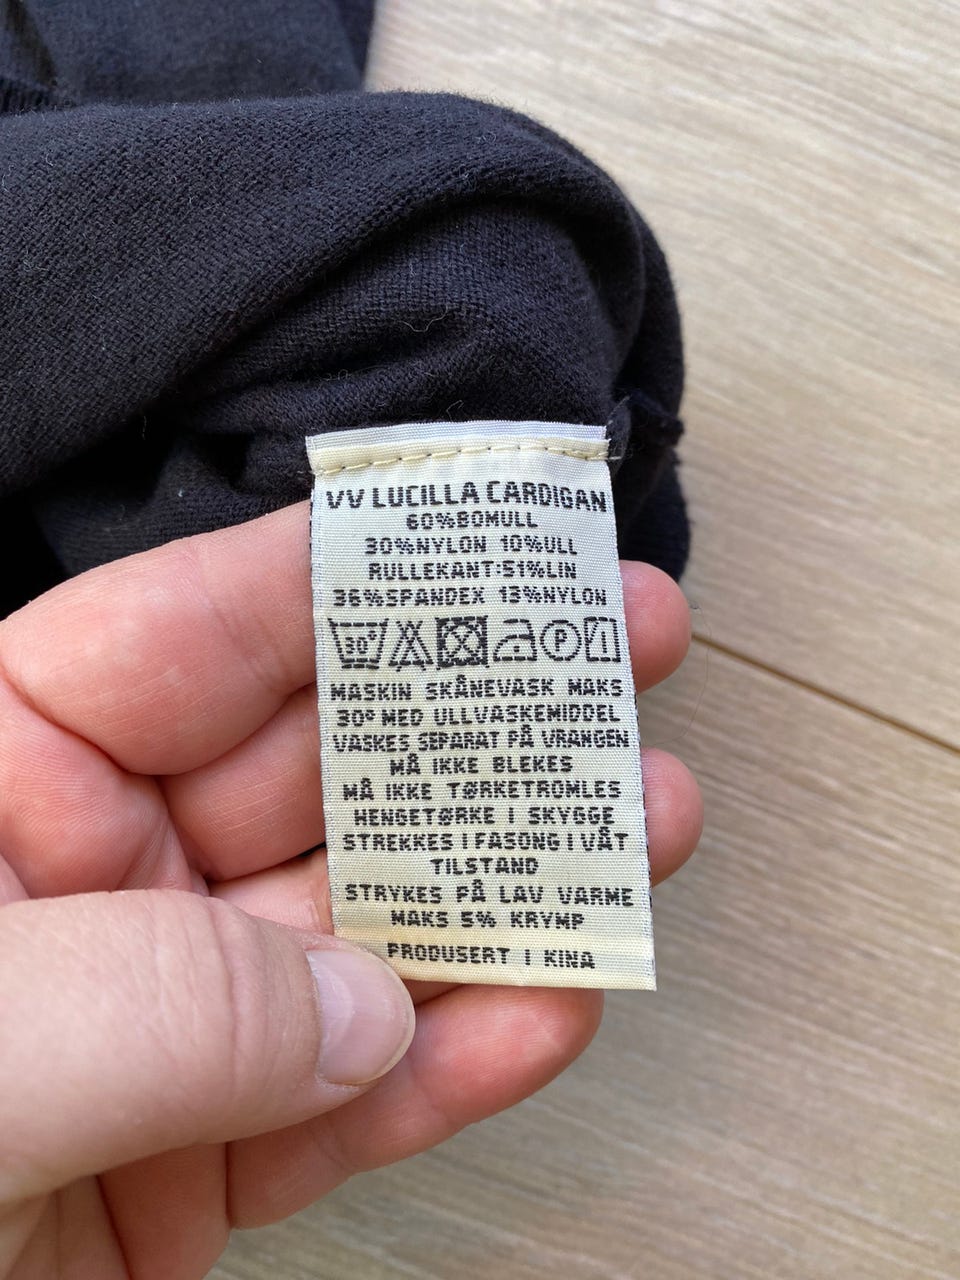 VV LUCILLA CARDIGAN
60%BOMULL
30%NYLON 10%ULL
RULLEKANT:51%LIN
36%SPANDEX 13%NYLON
30° P
MASKIN SKÅNEVASK MAKS
30° MED ULLVASKEMIDDEL
VASKES SEPARAT PÅ VRANGEN
MÅ IKKE BLEKES
MÅ IKKE TØRKETROMLES
HENGETØRKE I SKYGGE
STREKKES I FASONG I VÅT
TILSTAND
STRYKES PÅ LAV VARME
MAKS 5% KRYMP
PRODUSERT I KINA